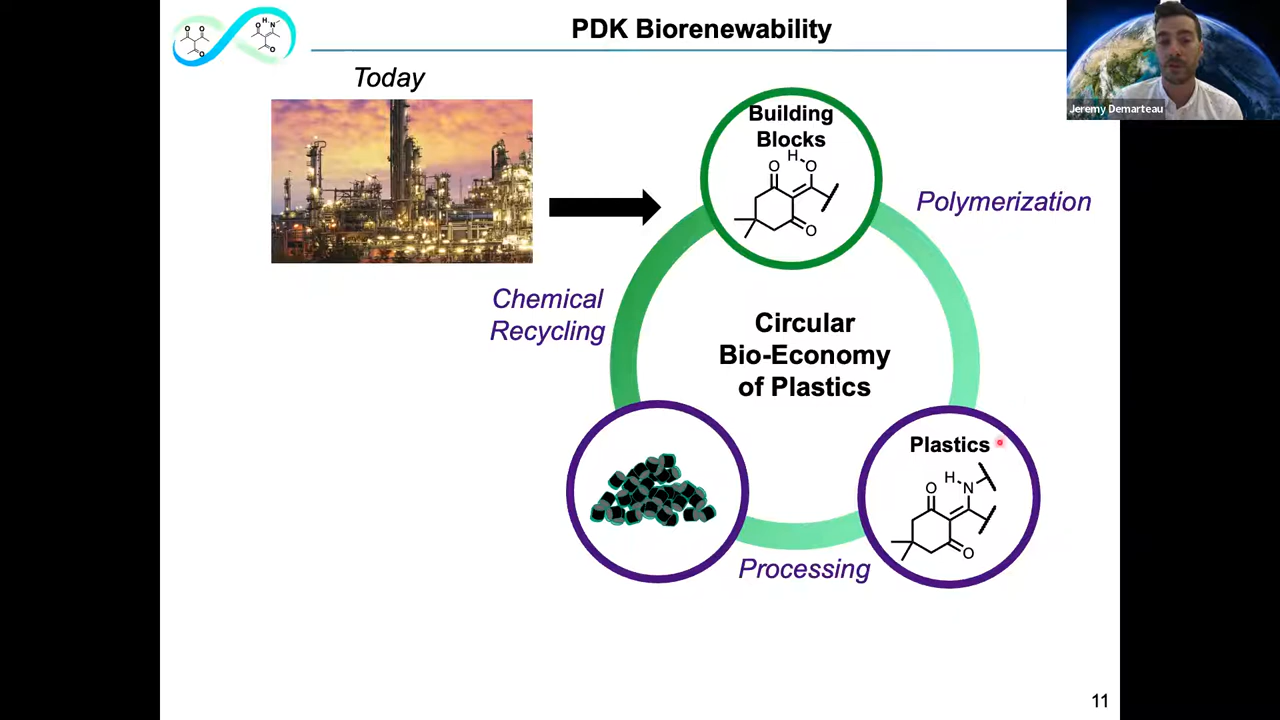 PDK Biorenewability
Today
Jeremy Demarteau
Building
Blocks
H
O
O
O
Polymerization
Chemical
Recycling
Circular
Bio-Economy
of Plastics
Plastics
H
N
O
O
Processing
11
O
O
O
H
N
O
O